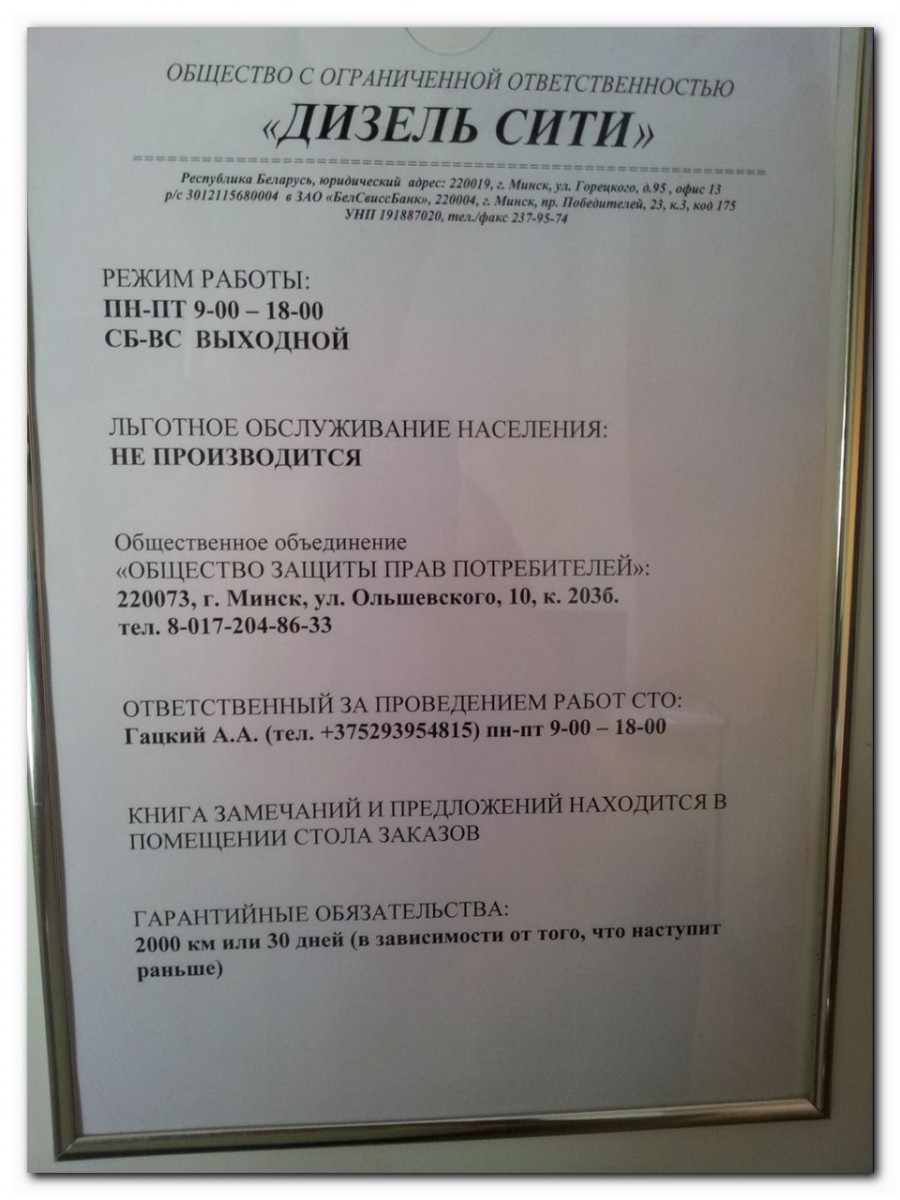 ОБЩЕСТВО С ОГРАНИЧЕННОЙ ОТВЕТСТВЕННОСТЬЮ
«ДИЗЕЛЬ СИТИ»
Республика Беларусь, юридический адрес: 220019, г. Минск, ул. Горецкого, д.95 , офис 13
р/с 3012115680004 в ЗАО «БелСвиссБанк», 220004, г. Минск, пр. Победителей, 23, к.3, код 175
УНП 191887020, тел./факс 237-95-74
РЕЖИМ РАБОТЫ:
ПН-ПТ 9-00 – 18-00
СБ-ВС ВЫХОДНОЙ
ЛЬГОТНОЕ ОБСЛУЖИВАНИЕ НАСЕЛЕНИЯ:
НЕ ПРОИЗВОДИТСЯ
Общественное объединение
«ОБЩЕСТВО ЗАЩИТЫ ПРАВ ПОТРЕБИТЕЛЕЙ»:
220073, г. Минск, ул. Ольшевского, 10, к. 203б.
тел. 8-017-204-86-33
ОТВЕТСТВЕННЫЙ ЗА ПРОВЕДЕНИЕМ РАБОТ СТО:
Гацкий А.А. (тел. +375293954815) пн-пт 9-00 – 18-00
КНИГА ЗАМЕЧАНИЙ И ПРЕДЛОЖЕНИЙ НАХОДИТСЯ В
ПОМЕЩЕНИИ СТОЛА ЗАКАЗОВ
ГАРАНТИЙНЫЕ ОБЯЗАТЕЛЬСТВА:
2000 км или 30 дней (в зависимости от того, что наступит
раньше)